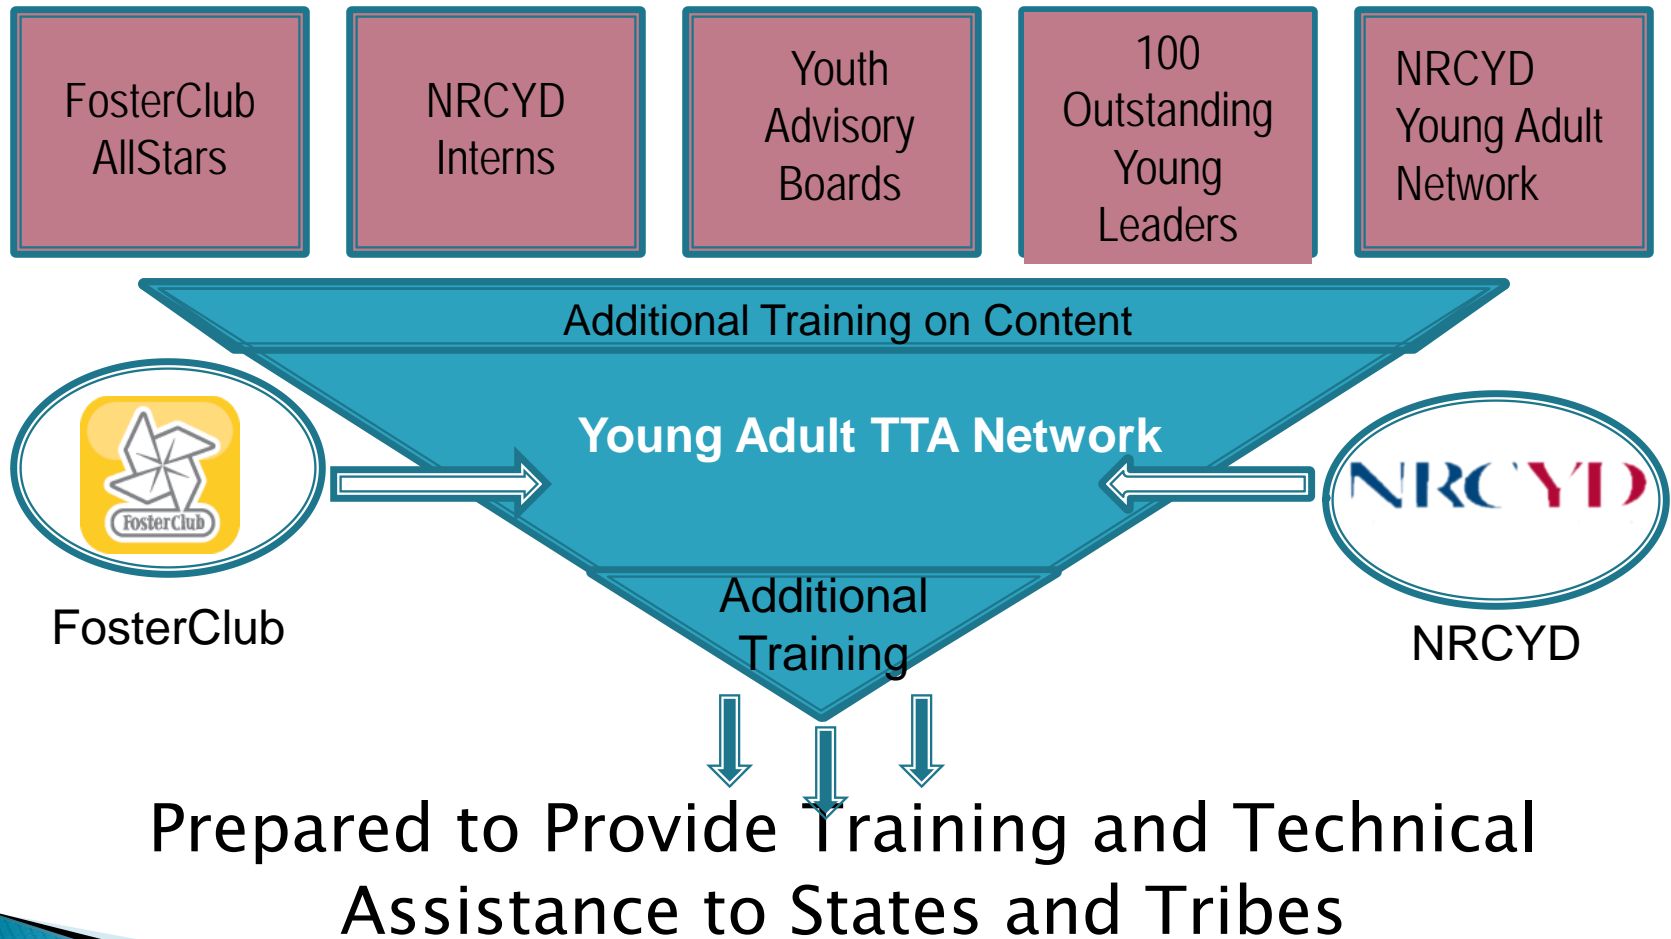 FosterClub
AllStars
NRCYD
Interns
Youth
Advisory
Boards
100
Outstanding
Young
Leaders
NRCYD
Young Adult
Network
Additional Training on Content
Young Adult TTA Network
FosterClub
FosterClub
NRCYD
NRCYD
Additional
Training
Prepared to Provide Training and Technical
Assistance to States and Tribes